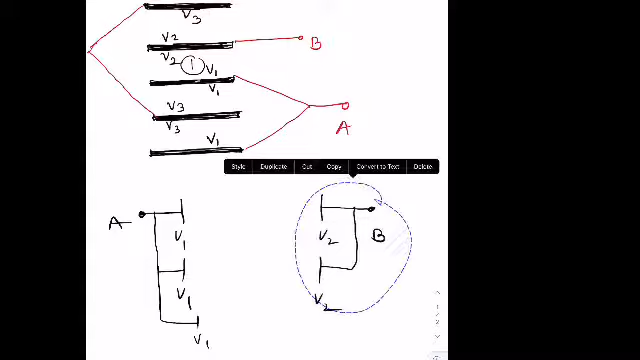 V3
V2
B
V2
1
V1
V1
V3
V3
A
V1
Style Duplicate Cut Copy Convert to Text Delete
A
V1
V2
B
V1
V2
V1